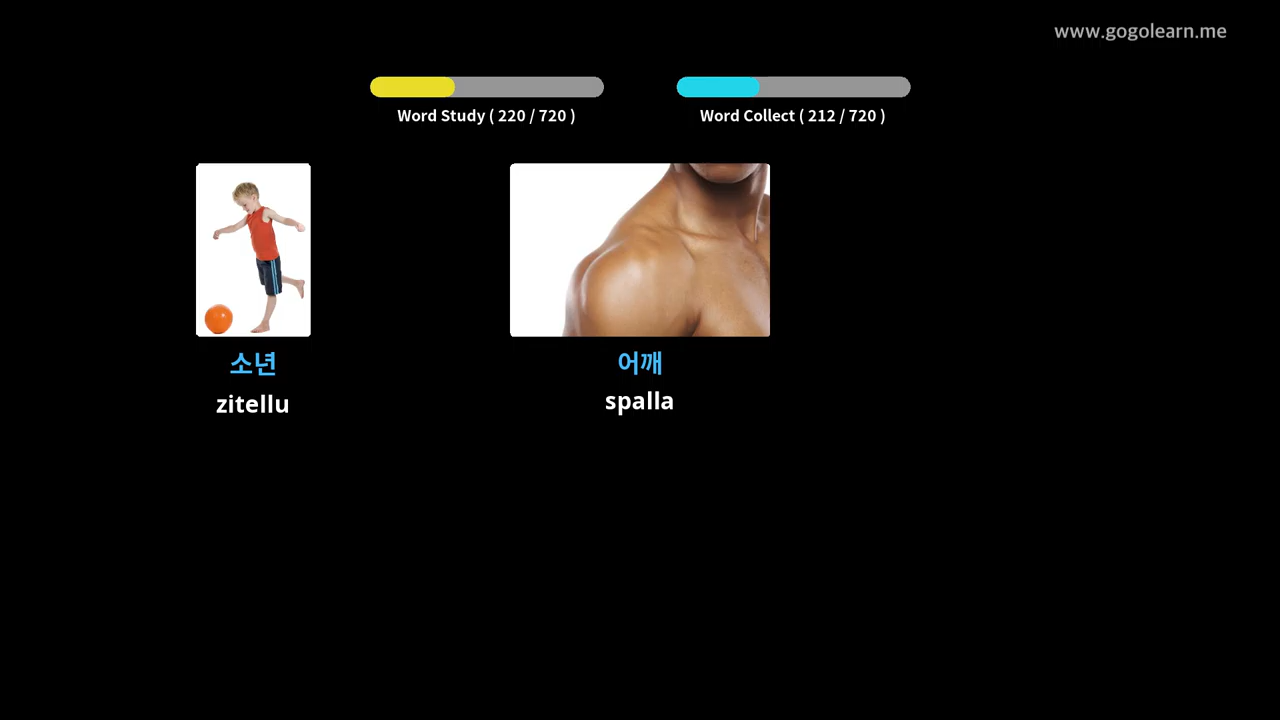 www.gogolearn.me
Word Study ( 220 / 720 )
Word Collect ( 212 / 720 )
소년
zitellu
어깨
spalla